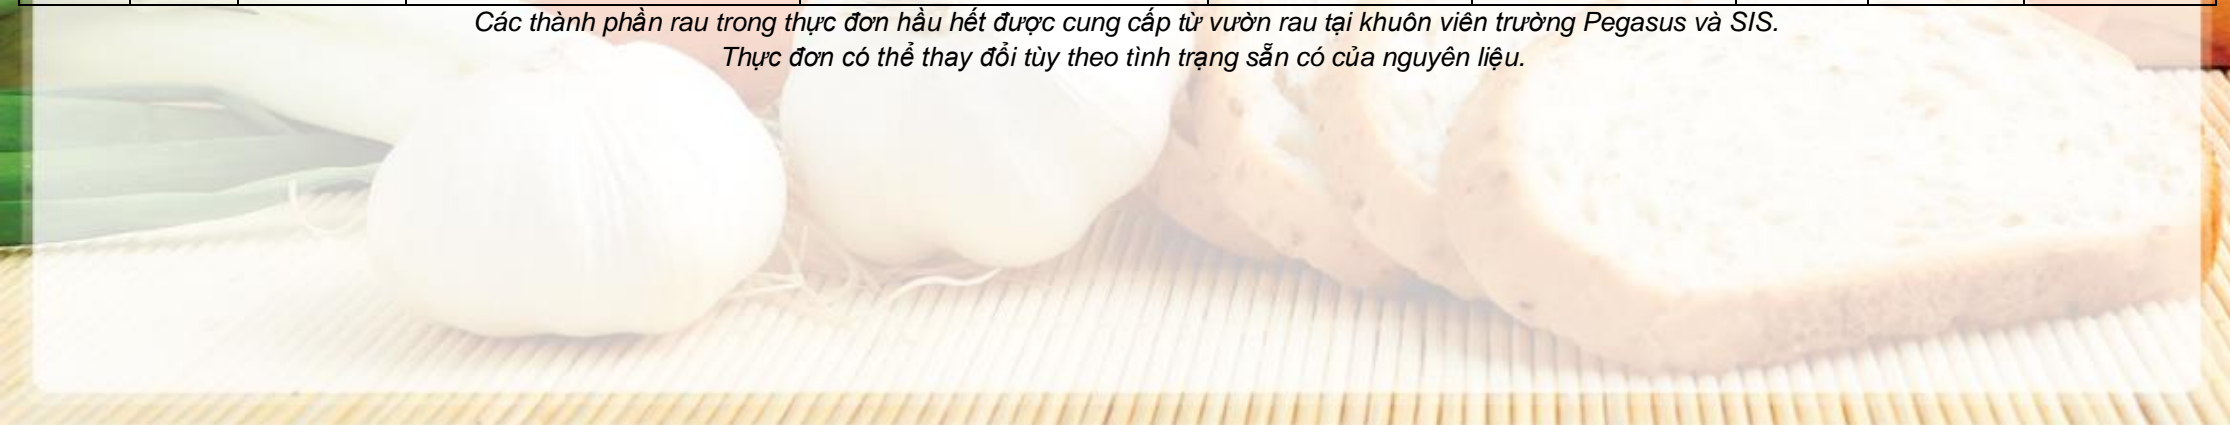 Các thành phần rau trong thực đơn hầu hết được cung cấp từ vườn rau tại khuôn viên trường Pegasus và SIS.
Thực đơn có thể thay đổi tùy theo tình trạng sẵn có của nguyên liệu.